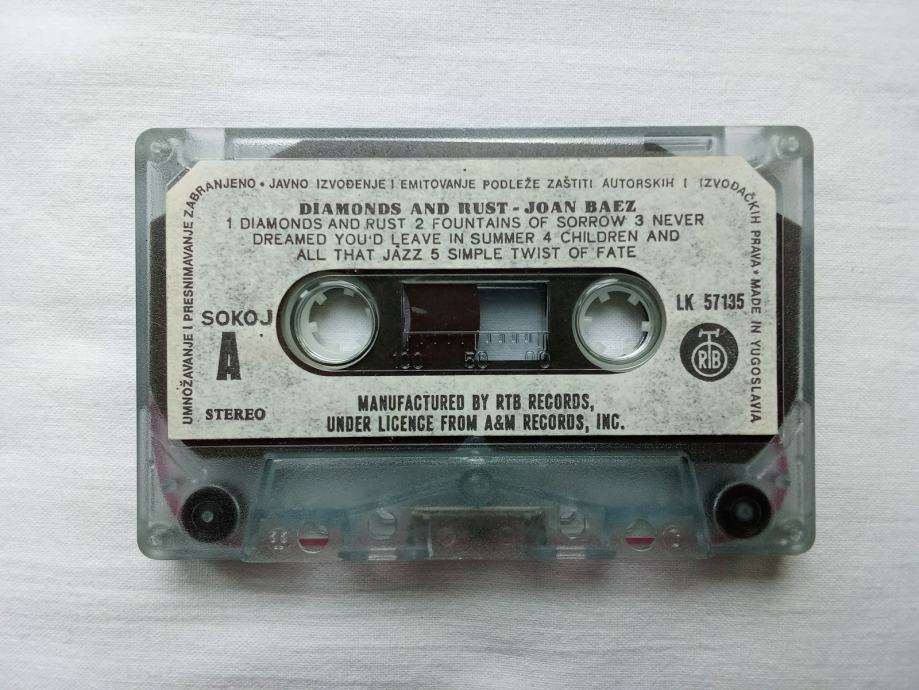 UMNOŽAVANJE I PRESNIMAVANJE ZABRANJENO • JAVNO IZVOĐENJE I EMITOVANJE PODLEŽE ZAŠTITI AUTORSKIH I IZVOĐAČKIH PRAVA • MADE IN YUGOSLAVIA
DIAMONDS AND RUST - JOAN BAEZ
1 DIAMONDS AND RUST 2 FOUNTAINS OF SORROW 3 NEVER
DREAMED YOU'D LEAVE IN SUMMER 4 CHILDREN AND
ALL THAT JAZZ 5 SIMPLE TWIST OF FATE
SOKOJ
A
STEREO
100 50 00
LK 57135
RTB
MANUFACTURED BY RTB RECORDS,
UNDER LICENCE FROM A&M RECORDS, INC.